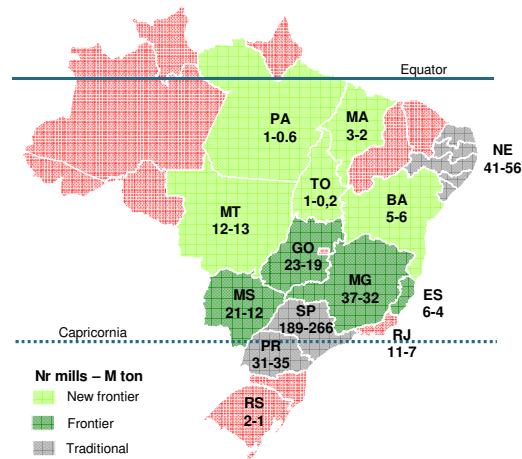 Equator
PA
1-0.6
MA
3-2
NE
41-56
TO
1-0,2
BA
5-6
MT
12-13
GO
23-19
MG
37-32
MS
21-12
ES
6-4
SP
189-266
Capricornia
RJ
11-7
PR
31-35
Nr mills – M ton
New frontier
Frontier
Traditional
RS
2-1